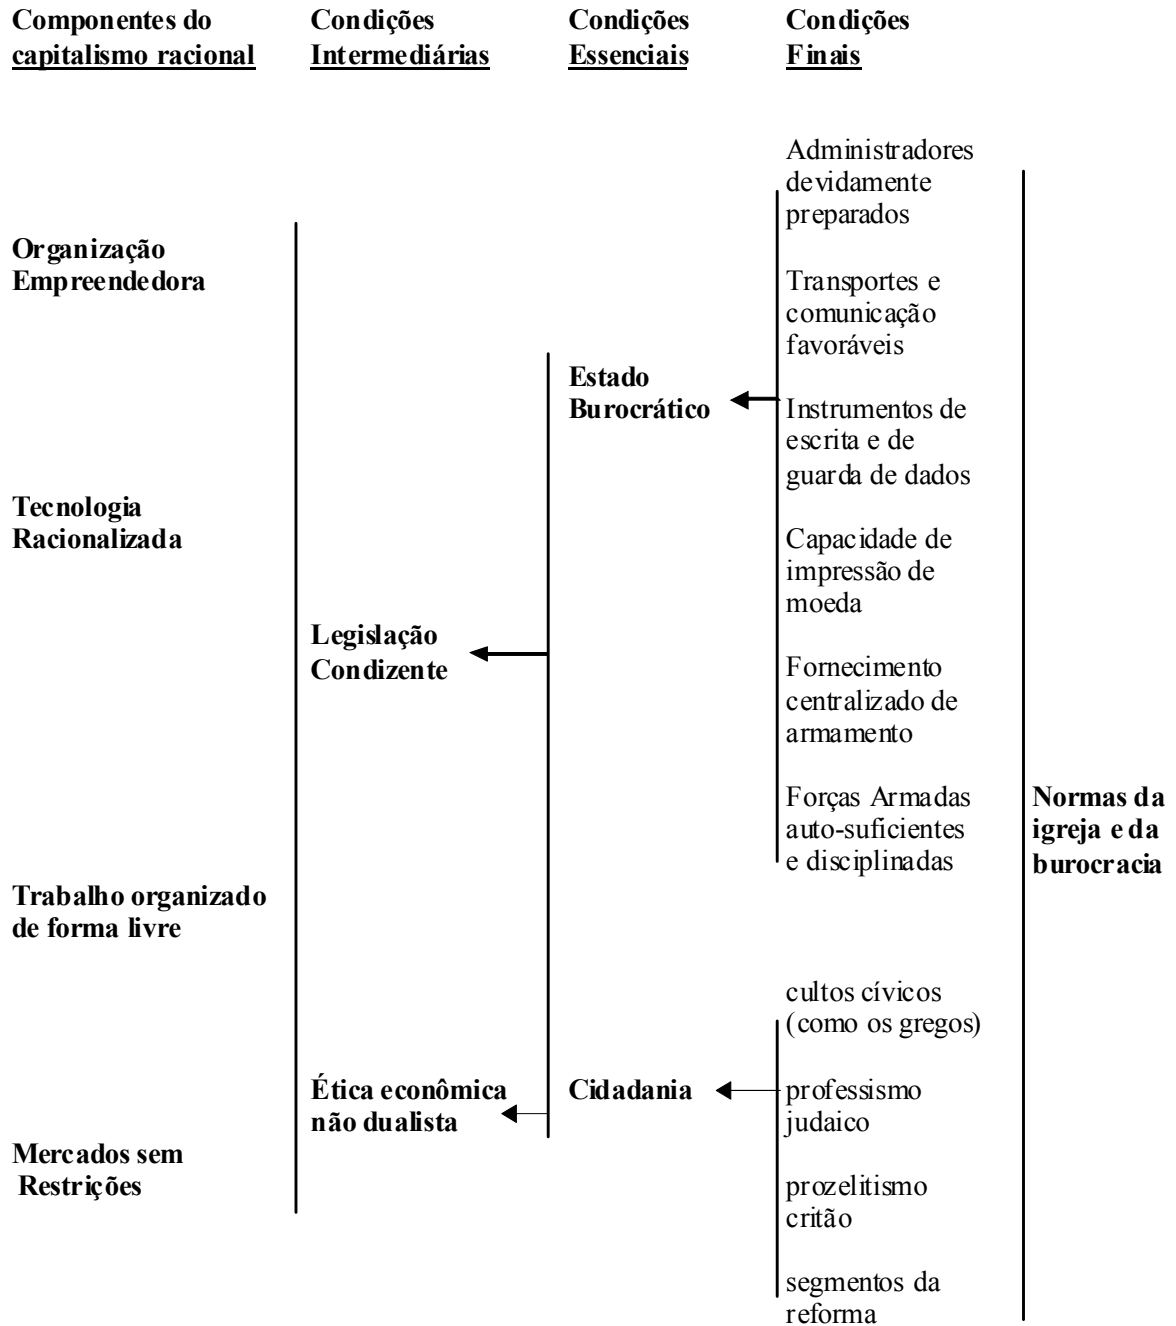 Componentes do
capitalismo racional
Condições
Intermediárias
Condições
Essenciais
Condições
Finais
Organização
Empreendedora
Tecnologia
Racionalizada
Trabalho organizado
de forma livre
Mercados sem
Restrições
Legislação
Condizente
Ética econômica
não dualista
Estado
Burocrático
Cidadania
Administradores
devidamente
preparados
Transportes e
comunicação
favoráveis
Instrumentos de
escrita e de
guarda de dados
Capacidade de
impressão de
moeda
Fornecimento
centralizado de
armamento
Forças Armadas
auto-suficientes
e disciplinadas
cultos cívicos
(como os gregos)
professismo
judaico
prozelitismo
critão
segmentos da
reforma
Normas da
igreja e da
burocracia